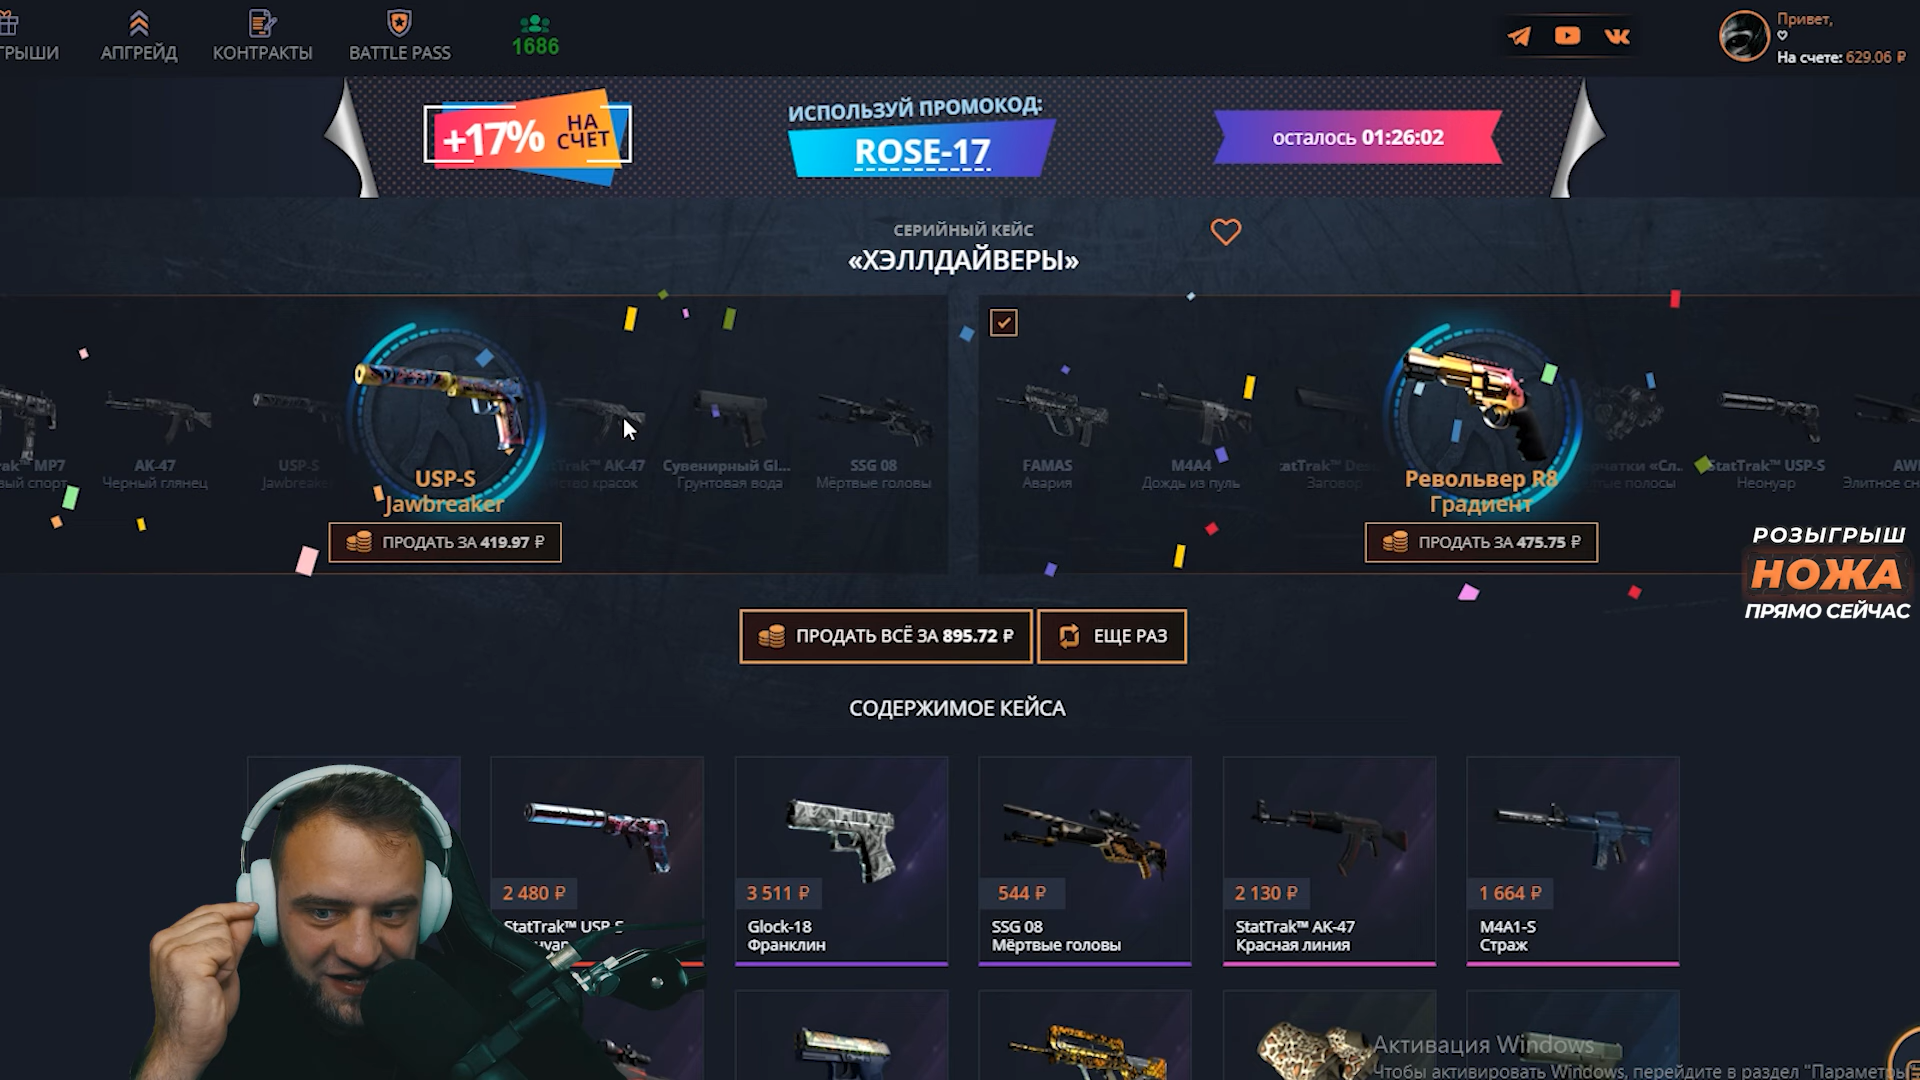 АПГРЕЙД
КОНТРАКТЫ
BATTLE PASS
1686
Привет,
На счете: 629.06 ₽
+17% НА СЧЕТ
ИСПОЛЬЗУЙ ПРОМОКОД:
ROSE-17
осталось 01:26:02
СЕРИЙНЫЙ КЕЙС
«ХЭЛЛДАЙВЕРЫ»
MP7
AK-47
Черный глянец
USP-S
Jawbreaker
USP-S
Jawbreaker
AK-47
Сувенирный Gl...
Грунтовая вода
SSG 08
Мёртвые головы
FAMAS
Авария
M4A4
Дождь из пуль
Заговор
Револьвер R8
Градиент
StatTrak™ USP-S
Неонуар
ПРОДАТЬ ЗА 419.97 ₽
ПРОДАТЬ ЗА 475.75 ₽
РОЗЫГРЫШ
НОЖА
ПРЯМО СЕЙЧАС
ПРОДАТЬ ВСЁ ЗА 895.72 ₽
ЕЩЕ РАЗ
СОДЕРЖИМОЕ КЕЙСА
2 480 ₽
StatTrak™ USP-S
3 511 ₽
Glock-18
Франклин
544 ₽
SSG 08
Мёртвые головы
2 130 ₽
StatTrak™ AK-47
Красная линия
1 664 ₽
M4A1-S
Страж
Активация Windows
Чтобы активировать Windows, перейдите в раздел "Параметры